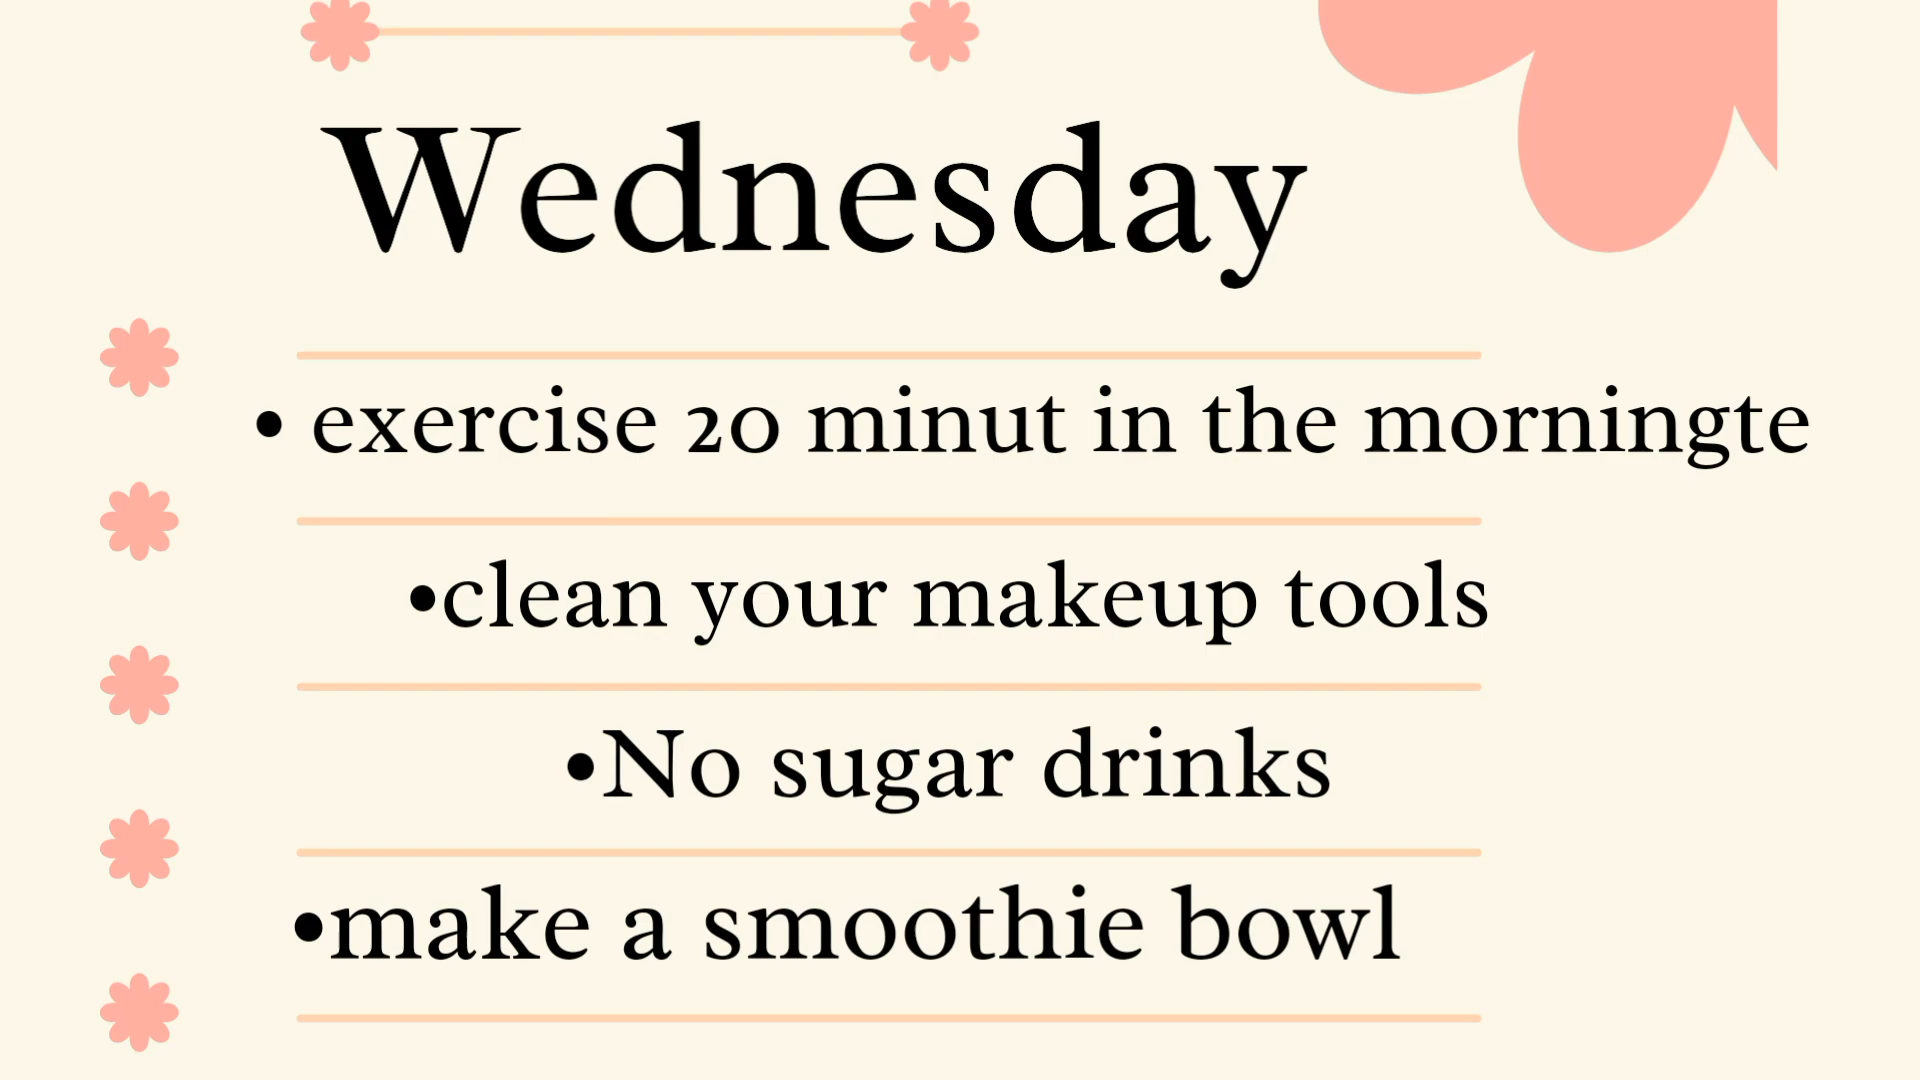 Wednesday
• exercise 20 minut in the morningte
•clean your makeup tools
•No sugar drinks
•make a smoothie bowl